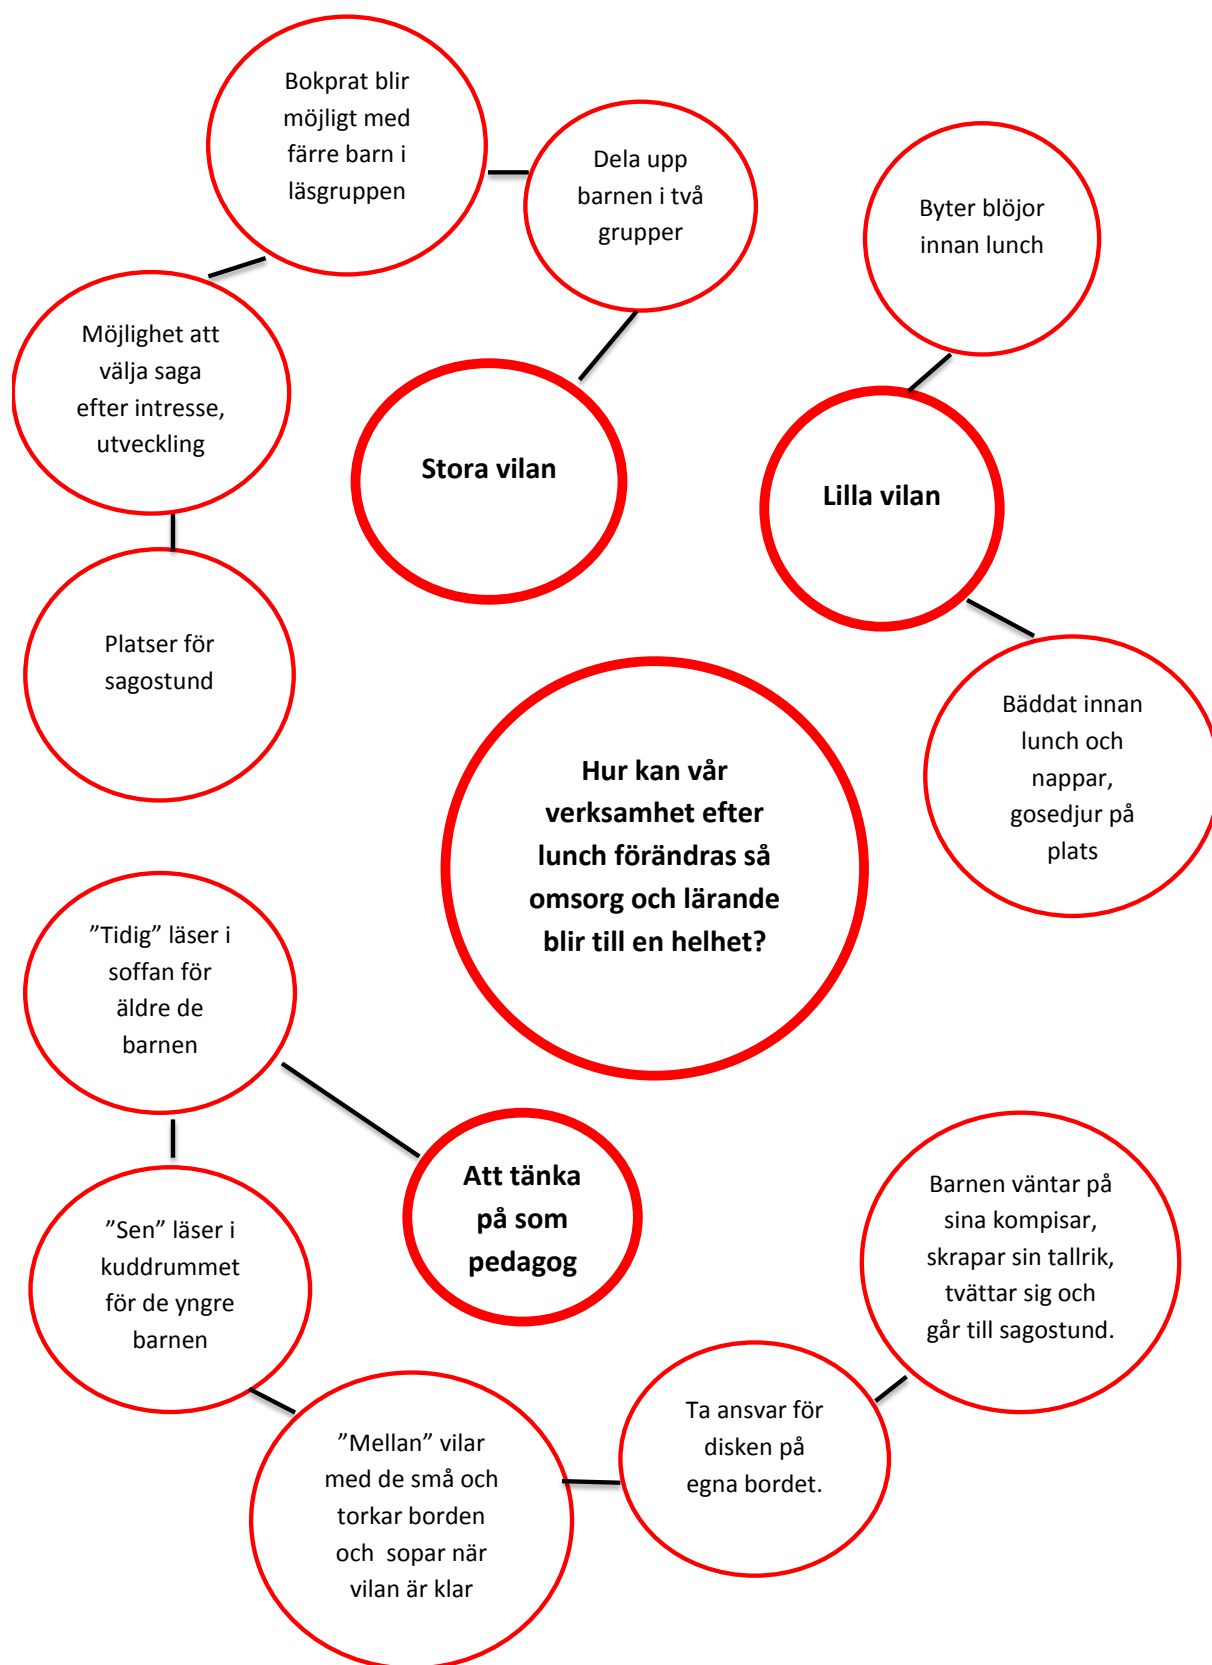 Bokprat blir
möjligt med
färre barn i
läsgruppen
Dela upp
barnen i två
grupper
Byter blöjor
innan lunch
Möjlighet att
välja saga
efter intresse,
utveckling
Stora vilan
Lilla vilan
Platser för
sagostund
Bäddat innan
lunch och
nappar,
gosedjur på
plats
Hur kan vår
verksamhet efter
lunch förändras så
omsorg och lärande
blir till en helhet?
”Tidig” läser i
soffan för
äldre de
barnen
Att tänka
på som
pedagog
”Sen” läser i
kuddrummet
för de yngre
barnen
Barnen väntar på
sina kompisar,
skrapar sin tallrik,
tvättar sig och
går till sagostund.
Ta ansvar för
disken på
egna bordet.
”Mellan” vilar
med de små och
torkar borden
och  sopar när
vilan är klar